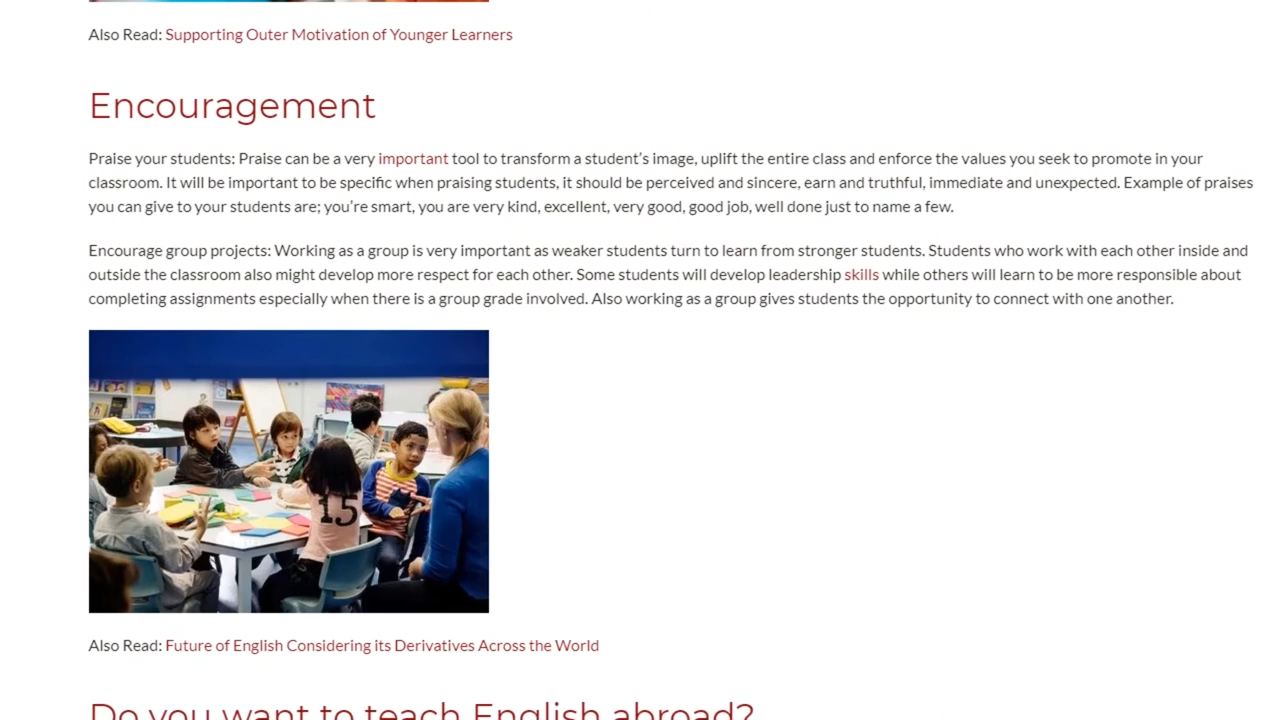 Also Read: Supporting Outer Motivation of Younger Learners
Encouragement
Praise your students: Praise can be a very important tool to transform a student’s image, uplift the entire class and enforce the values you seek to promote in your
classroom. It will be important to be specific when praising students, it should be perceived and sincere, earn and truthful, immediate and unexpected. Example of praises
you can give to your students are; you’re smart, you are very kind, excellent, very good, good job, well done just to name a few.
Encourage group projects: Working as a group is very important as weaker students turn to learn from stronger students. Students who work with each other inside and
outside the classroom also might develop more respect for each other. Some students will develop leadership skills while others will learn to be more responsible about
completing assignments especially when there is a group grade involved. Also working as a group gives students the opportunity to connect with one another.
15
Also Read: Future of English Considering its Derivatives Across the World
Do you want to teach English abroad?